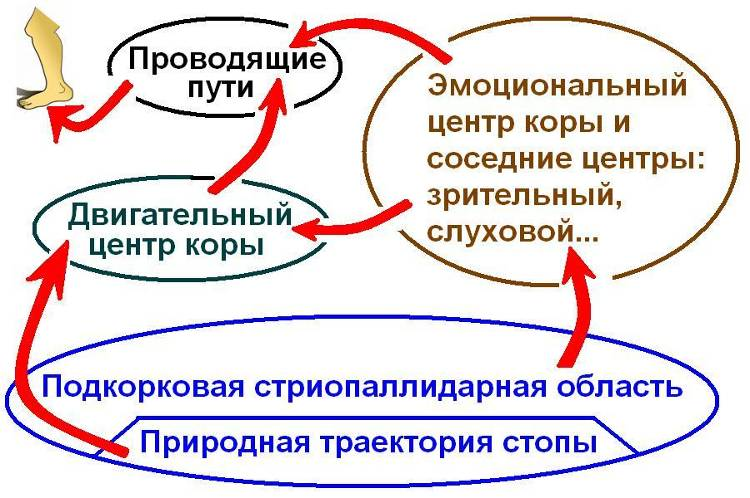 Проводящие
пути
Эмоциональный
центр коры и
соседние центры:
зрительный,
слуховой...
Двигательный
центр коры
Подкорковая стриопаллидарная область
Природная траектория стопы